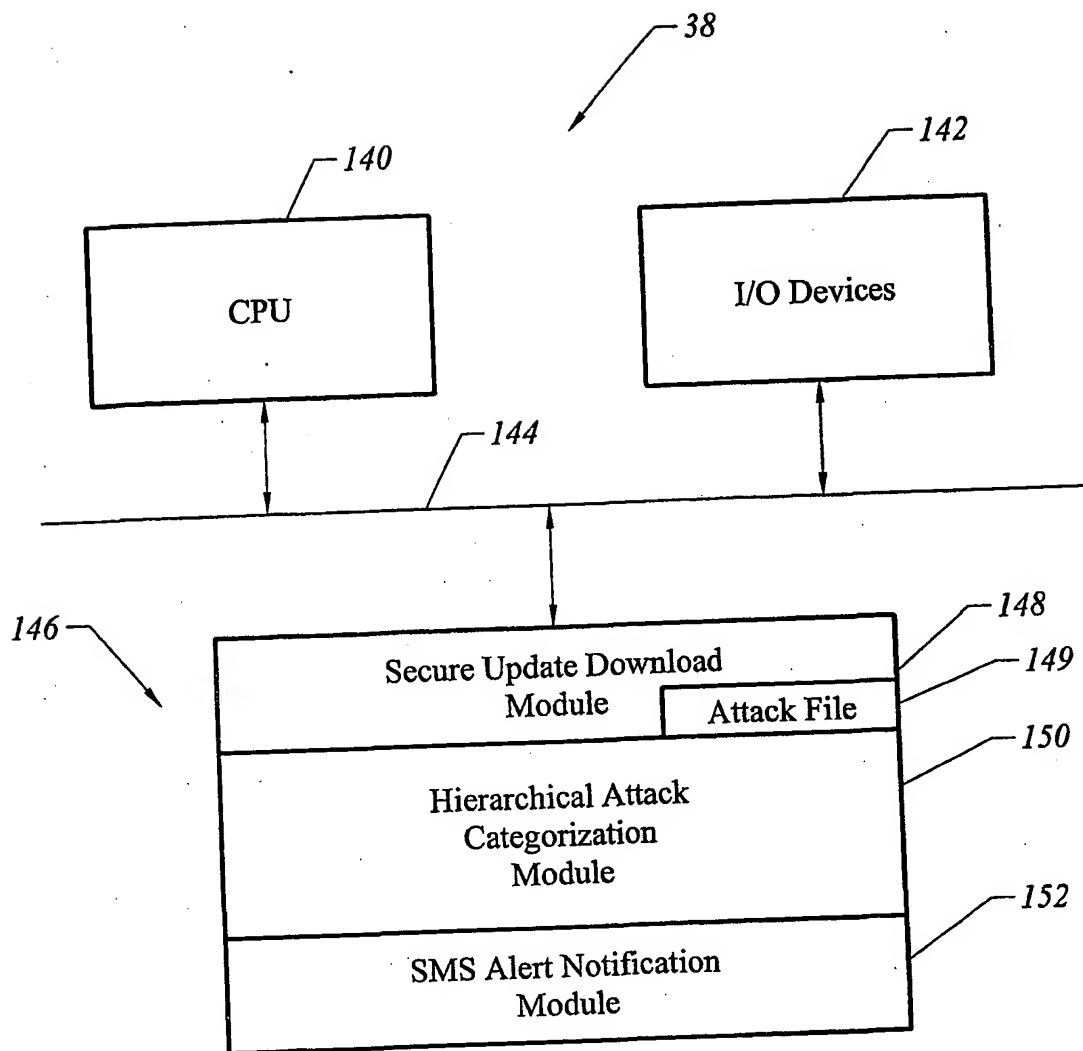 38
140
142
CPU
I/O Devices
144
146
148
Secure Update Download
Module
149
Attack File
150
Hierarchical Attack
Categorization
Module
152
SMS Alert Notification
Module